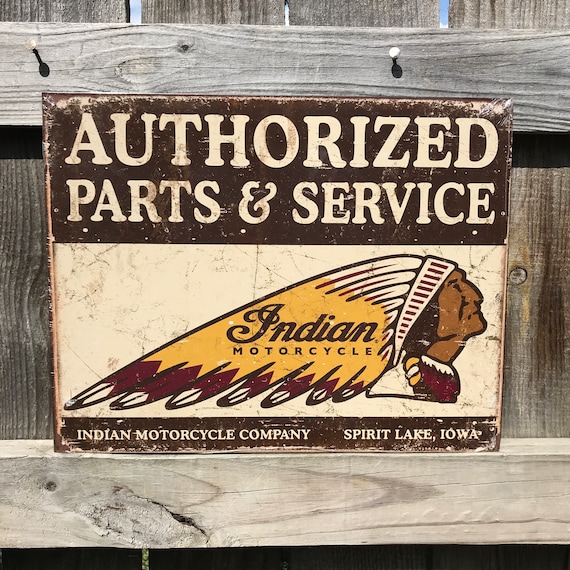 AUTHORIZED
PARTS & SERVICE
Indian
MOTORCYCLE
INDIAN MOTORCYCLE COMPANY SPIRIT LAKE, IOWA